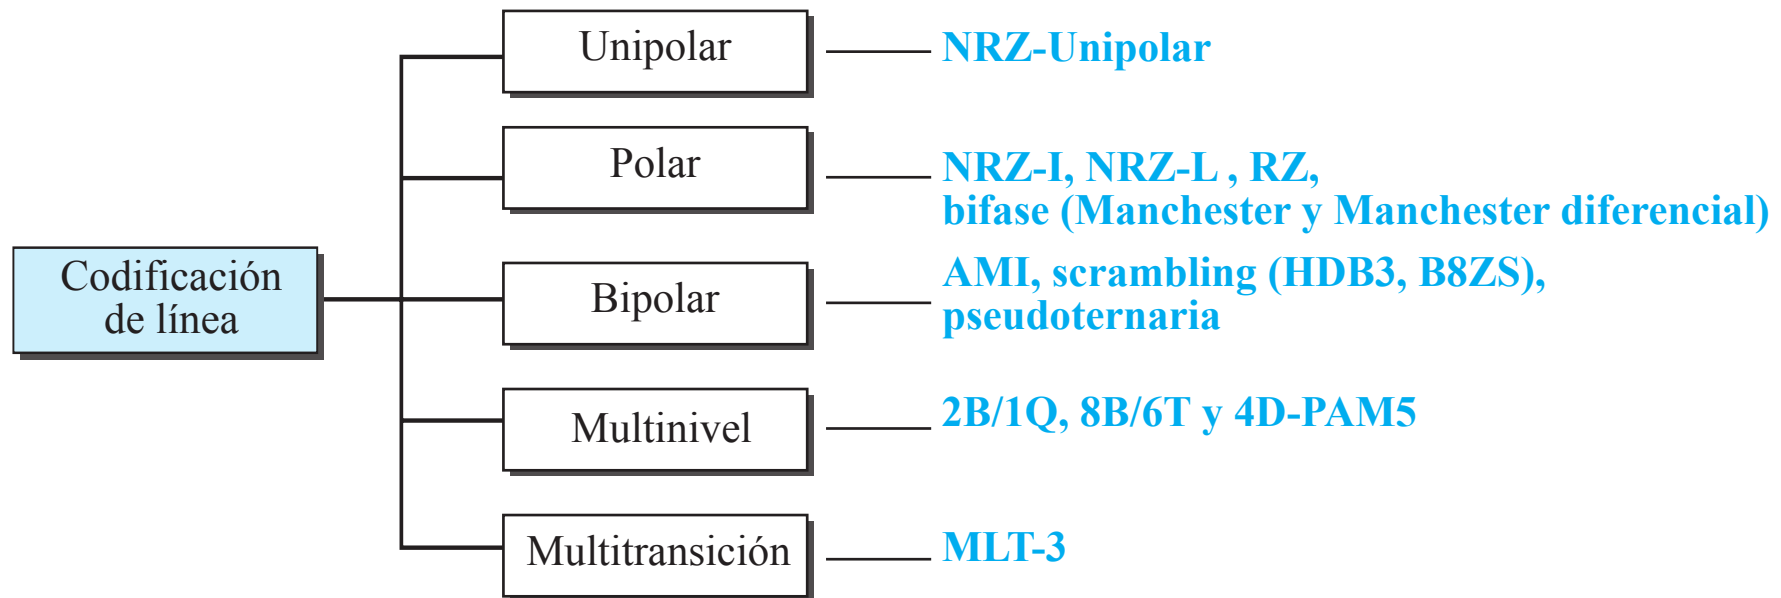 Unipolar
NRZ-Unipolar
Polar
NRZ-I, NRZ-L , RZ,
bifase (Manchester y Manchester diferencial)
Codificación
de línea
Bipolar
AMI, scrambling (HDB3, B8ZS),
pseudoternaria
Multinivel
2B/1Q, 8B/6T y 4D-PAM5
Multitransición
MLT-3